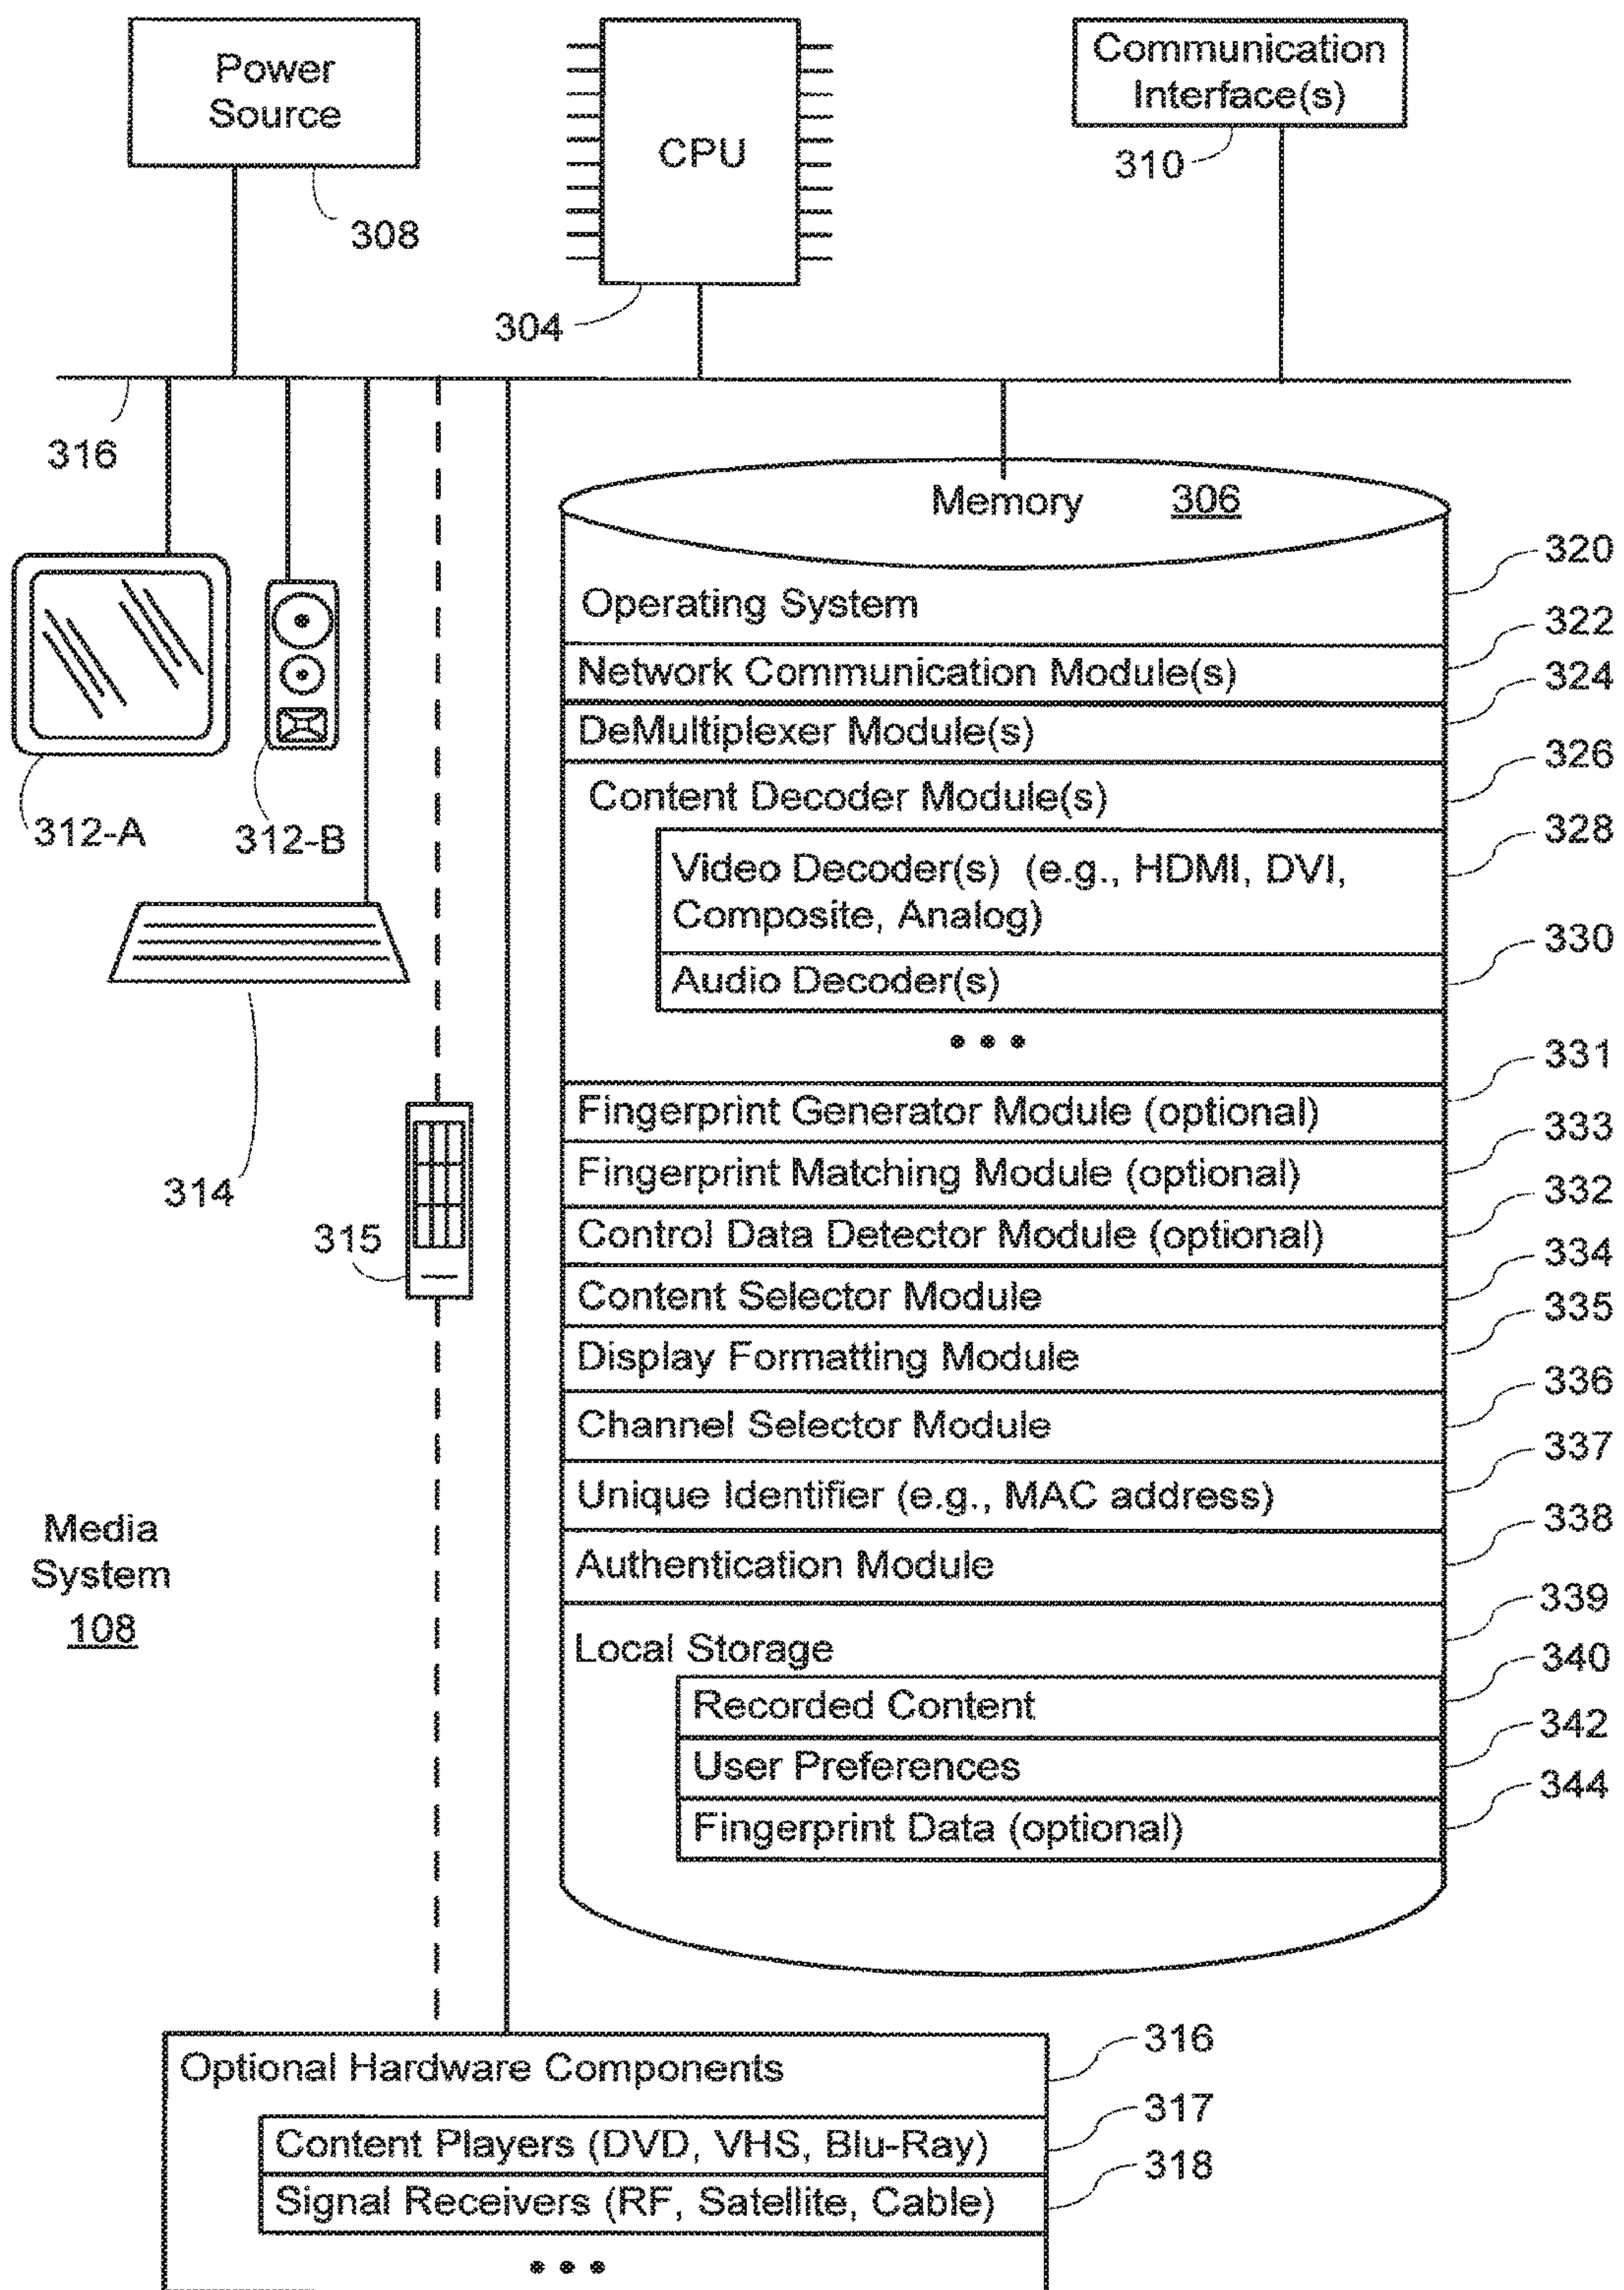 Power
Source
308
CPU
304
Communication
Interface(s)
310
316
312-A
312-B
314
315
Media
System
108
Memory 306
Operating System
320
Network Communication Module(s)
322
DeMultiplexer Module(s)
324
Content Decoder Module(s)
326
Video Decoder(s) (e.g., HDMI, DVI,
Composite, Analog)
328
Audio Decoder(s)
330
• • •
Fingerprint Generator Module (optional)
331
Fingerprint Matching Module (optional)
333
Control Data Detector Module (optional)
332
Content Selector Module
334
Display Formatting Module
335
Channel Selector Module
336
Unique Identifier (e.g., MAC address)
337
Authentication Module
338
Local Storage
339
Recorded Content
340
User Preferences
342
Fingerprint Data (optional)
344
Optional Hardware Components
316
Content Players (DVD, VHS, Blu-Ray)
317
Signal Receivers (RF, Satellite, Cable)
318
• • •